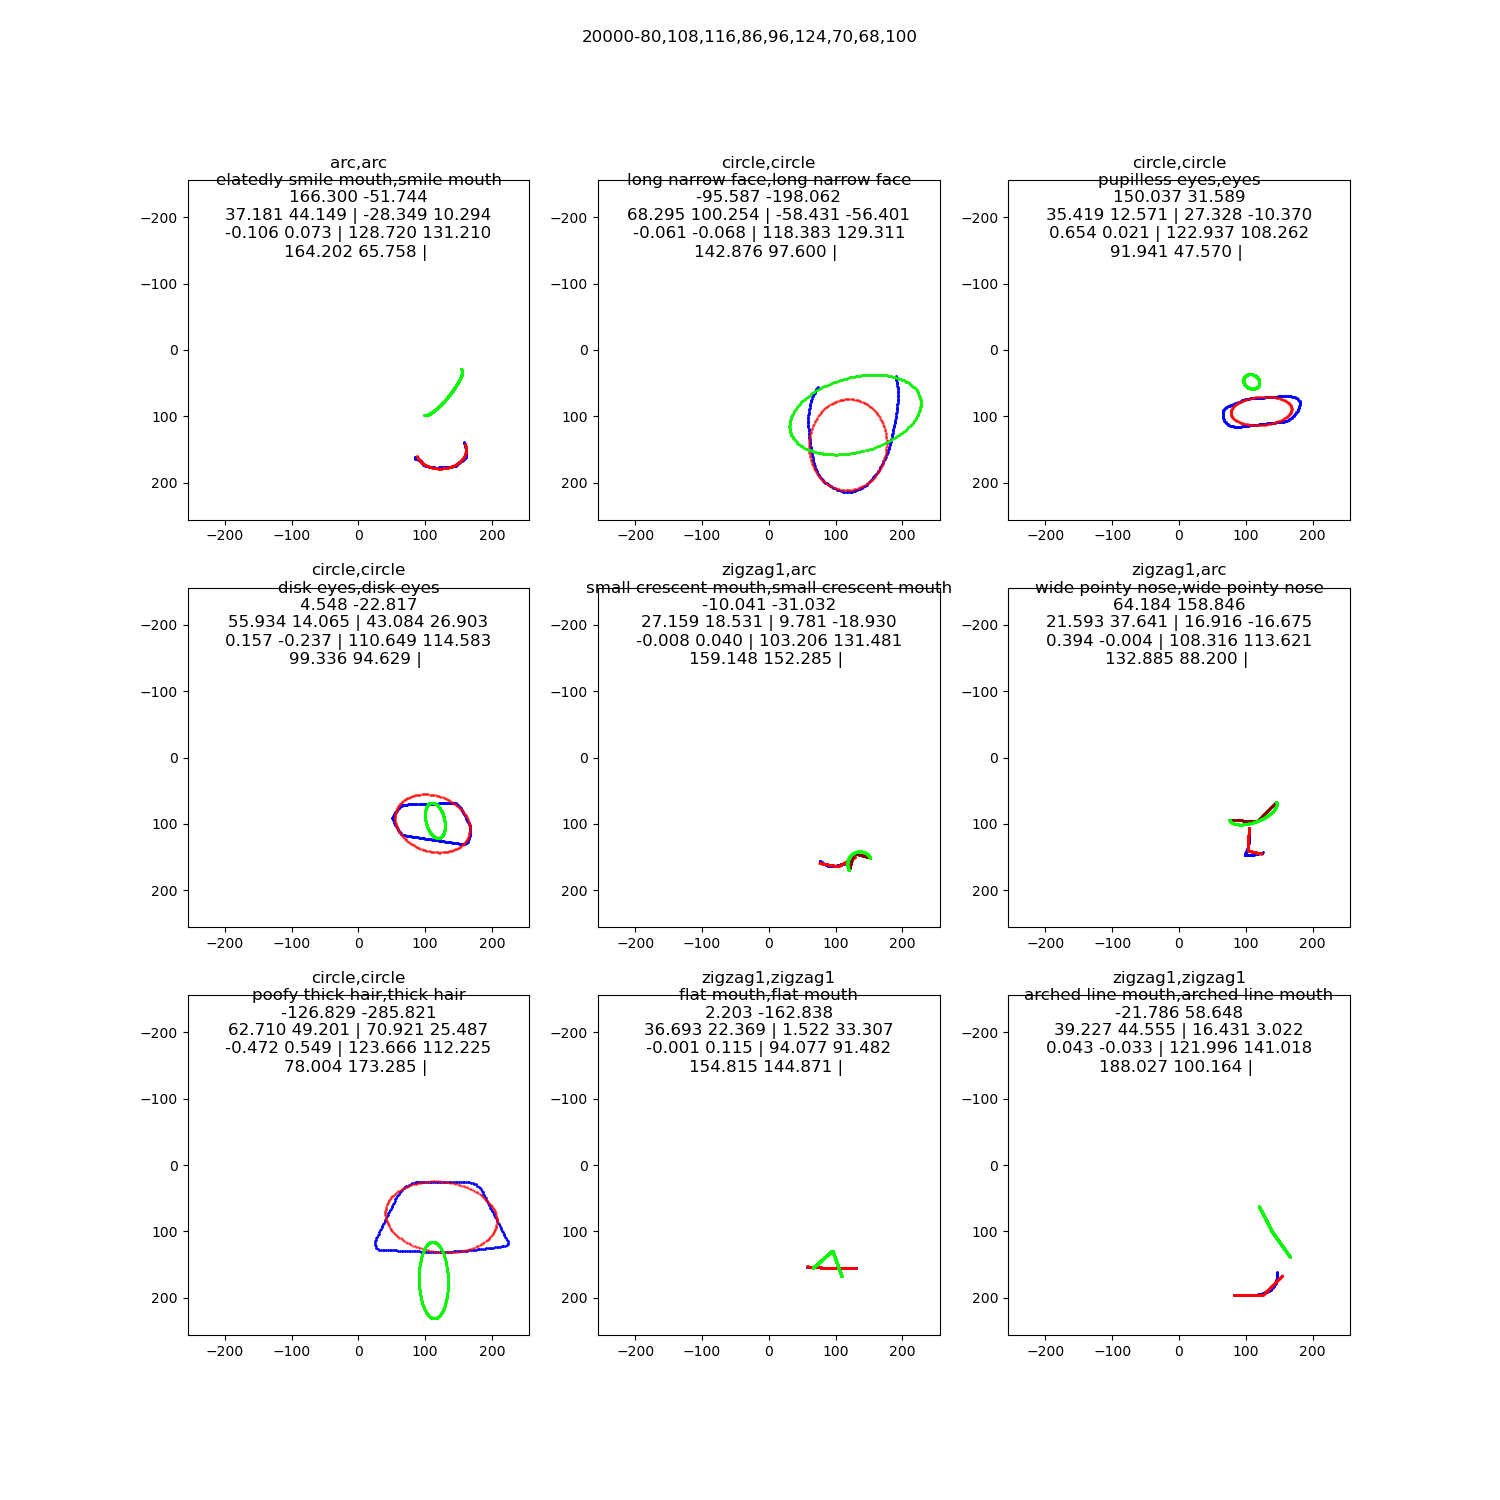 20000-80,108,116,86,96,124,70,68,100
arc,arc
elatedly smile mouth,smile mouth
166.300 -51.744
37.181 44.149 | -28.349 10.294
-0.106 0.073 | 128.720 131.210
164.202 65.758 |
−200
−100
0
100
200
−200 −100 0 100 200
circle,circle
long narrow face,long narrow face
-95.587 -198.062
68.295 100.254 | -58.431 -56.401
-0.061 -0.068 | 118.383 129.311
142.876 97.600 |
−200
−100
0
100
200
−200 −100 0 100 200
circle,circle
pupilless eyes,eyes
150.037 31.589
35.419 12.571 | 27.328 -10.370
0.654 0.021 | 122.937 108.262
91.941 47.570 |
−200
−100
0
100
200
−200 −100 0 100 200
circle,circle
disk eyes,disk eyes
4.548 -22.817
55.934 14.065 | 43.084 26.903
0.157 -0.237 | 110.649 114.583
99.336 94.629 |
−200
−100
0
100
200
−200 −100 0 100 200
zigzag1,arc
small crescent mouth,small crescent mouth
-10.041 -31.032
27.159 18.531 | 9.781 -18.930
-0.008 0.040 | 103.206 131.481
159.148 152.285 |
−200
−100
0
100
200
−200 −100 0 100 200
zigzag1,arc
wide pointy nose,wide pointy nose
64.184 158.846
21.593 37.641 | 16.916 -16.675
0.394 -0.004 | 108.316 113.621
132.885 88.200 |
−200
−100
0
100
200
−200 −100 0 100 200
circle,circle
poofy thick hair,thick hair
-126.829 -285.821
62.710 49.201 | 70.921 25.487
-0.472 0.549 | 123.666 112.225
78.004 173.285 |
−200
−100
0
100
200
−200 −100 0 100 200
zigzag1,zigzag1
flat mouth,flat mouth
2.203 -162.838
36.693 22.369 | 1.522 33.307
-0.001 0.115 | 94.077 91.482
154.815 144.871 |
−200
−100
0
100
200
−200 −100 0 100 200
zigzag1,zigzag1
arched line mouth,arched line mouth
-21.786 58.648
39.227 44.555 | 16.431 3.022
0.043 -0.033 | 121.996 141.018
188.027 100.164 |
−200
−100
0
100
200
−200 −100 0 100 200